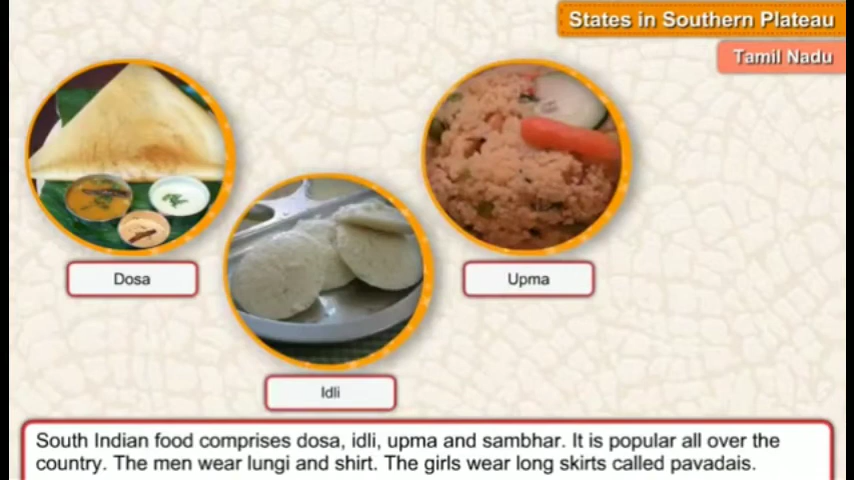 States in Southern Plateau
Tamil Nadu
Dosa
Upma
Idli
South Indian food comprises dosa, idli, upma and sambhar. It is popular all over the
country. The men wear lungi and shirt. The girls wear long skirts called pavadais.